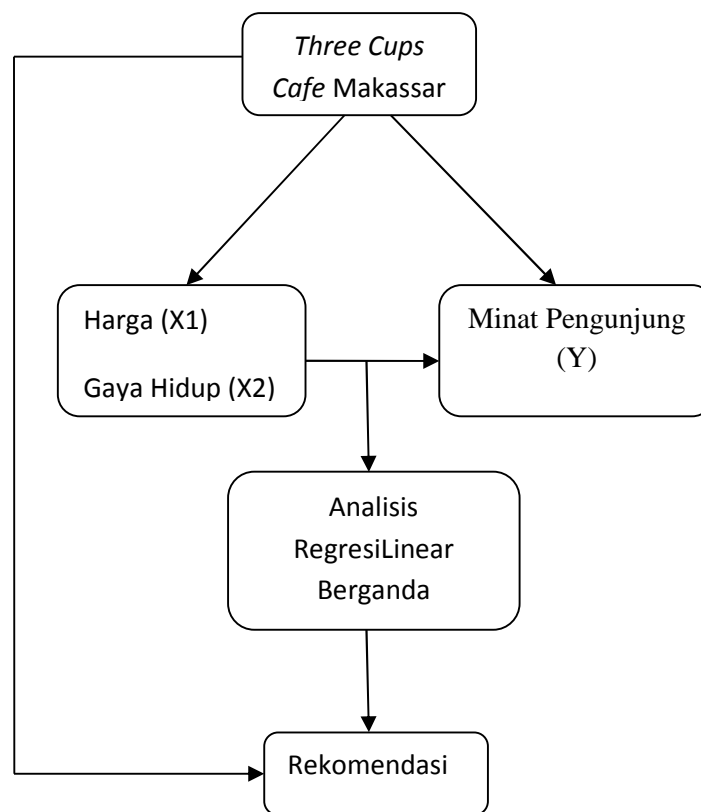 Three Cups
Cafe Makassar
Harga (X1)
Gaya Hidup (X2)
Minat Pengunjung
(Y)
Analisis
RegresiLinear
Berganda
Rekomendasi